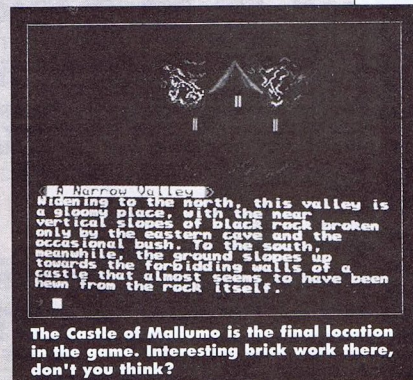 A Narrow Valley
Widening to the north, this valley is
a gloomy place, with the near
vertical slopes of black rock broken
only by the eastern cave and the
occasional bush. To the south,
meanwhile, the ground slopes up
towards the forbidding walls of a
castle that almost seems to have been
hewn from the rock itself.
The Castle of Mallumo is the final location
in the game. Interesting brick work there,
don't you think?